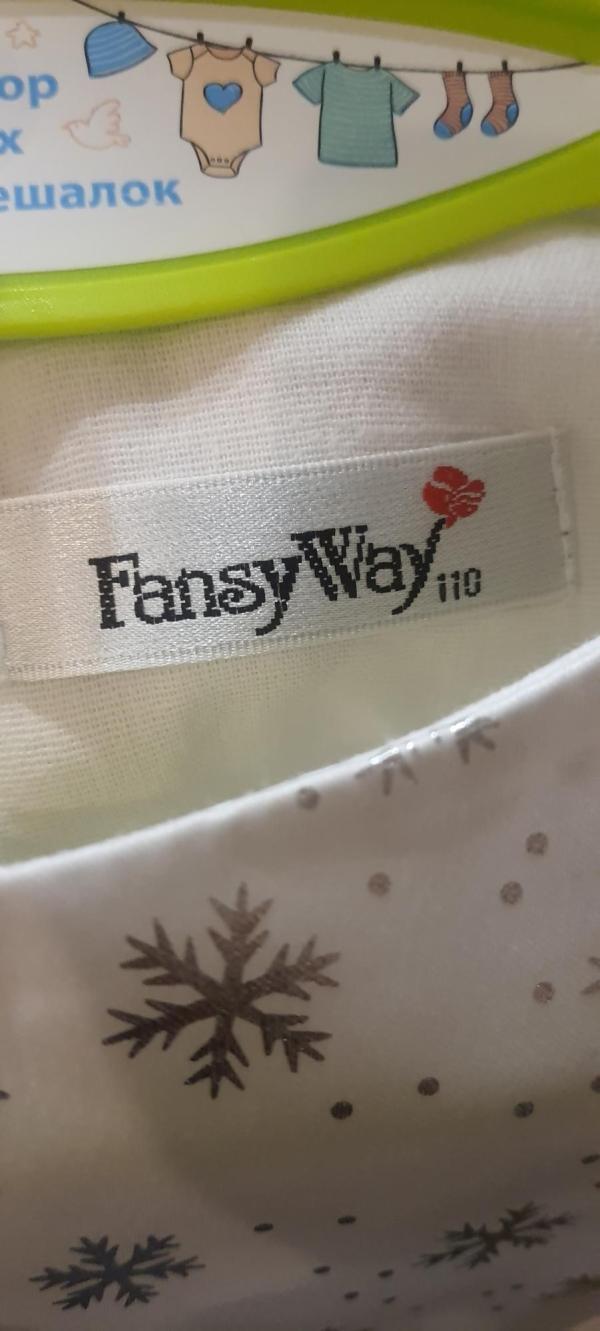 ор
х
ешалок
FansyWay 110